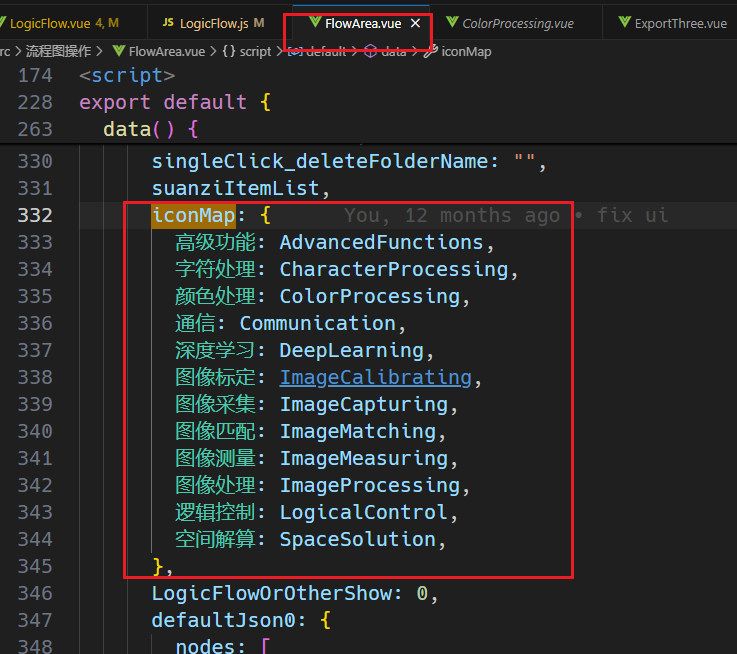 LogicFlow.vue 4, M JS LogicFlow.js M FlowArea.vue ColorProcessing.vue ExportThree.vue
rc > 流程图操作 > FlowArea.vue > {} script > default > data > iconMap
174 <script>
228 export default {
263 data() {
330 singleClick_deleteFolderName: "",
331 suanziItemList,
332 iconMap: { You, 12 months ago • fix ui
333 高级功能: AdvancedFunctions,
334 字符处理: CharacterProcessing,
335 颜色处理: ColorProcessing,
336 通信: Communication,
337 深度学习: DeepLearning,
338 图像标定: ImageCalibrating,
339 图像采集: ImageCapturing,
340 图像匹配: ImageMatching,
341 图像测量: ImageMeasuring,
342 图像处理: ImageProcessing,
343 逻辑控制: LogicalControl,
344 空间解算: SpaceSolution,
345 },
346 LogicFlowOrOtherShow: 0,
347 defaultJson0: {
348 nodes: [